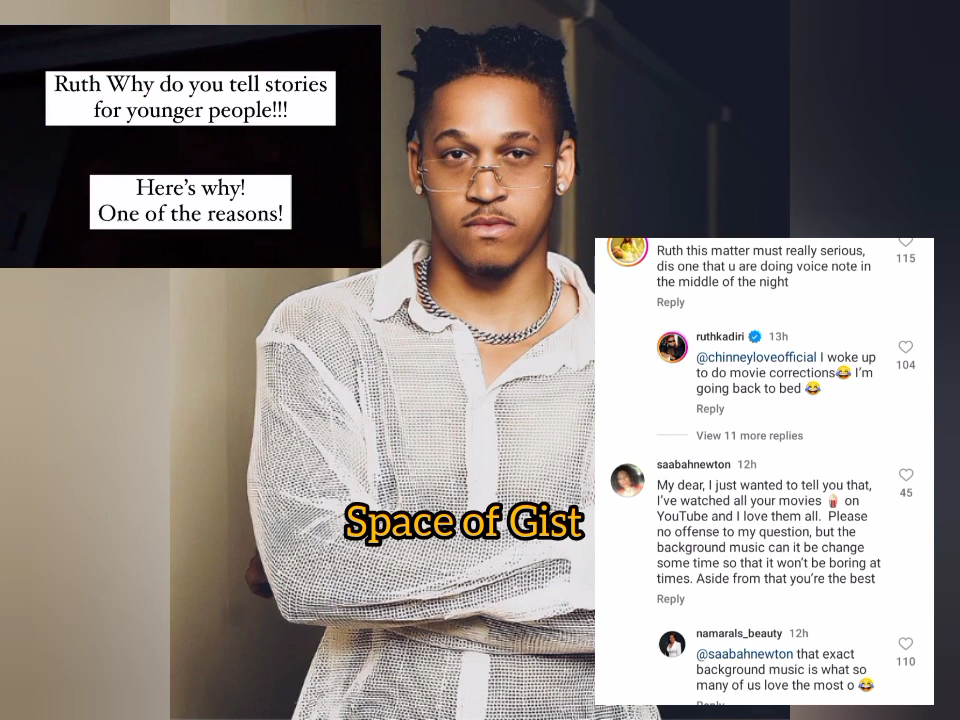 Ruth Why do you tell stories
for younger people!!!
Here's why!
One of the reasons!
Space of Gist
Ruth this matter must really serious,
dis one that u are doing voice note in
the middle of the night
115
Reply
ruthkadiri 13h
@chinneyloveofficial I woke up
to do movie corrections😂 I'm
going back to bed 😂
104
Reply
View 11 more replies
saabahnewton 12h
My dear, I just wanted to tell you that,
I've watched all your movies 🍿 on
YouTube and I love them all. Please
no offense to my question, but the
background music can it be change
some time so that it won't be boring at
times. Aside from that you're the best
45
Reply
namarals_beauty 12h
@saabahnewton that exact
background music is what so
many of us love the most o 😂
110
Reply